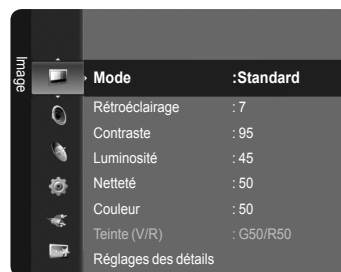 Image
Mode :Standard
Rétroéclairage : 7
Contraste : 95
Luminosité : 45
Netteté : 50
Couleur : 50
Teinte (V/R) : G50/R50
Réglages des détails